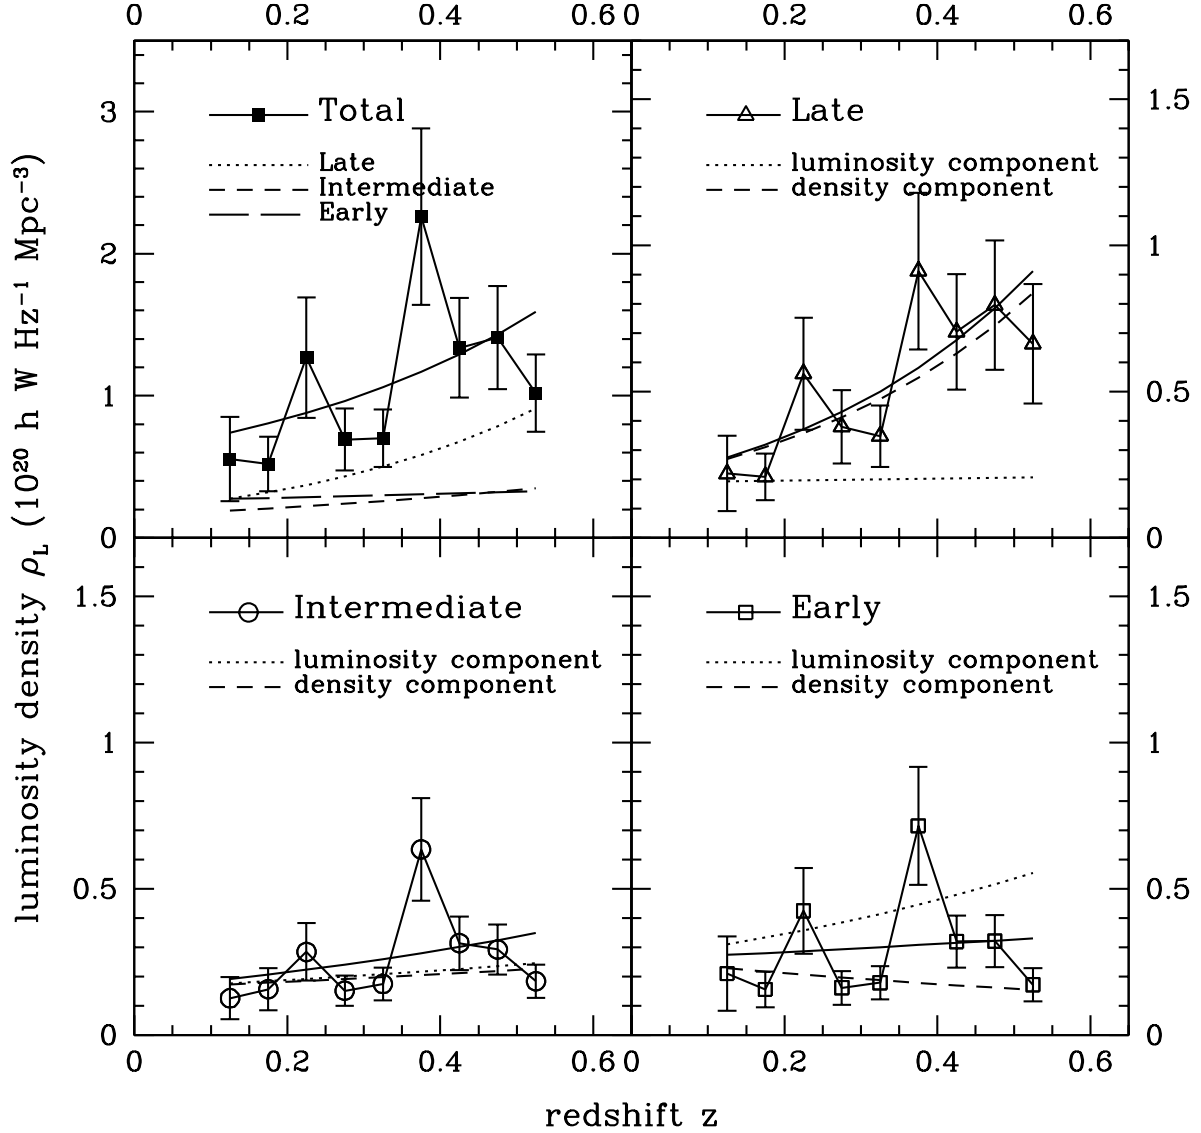 0 0.2 0.4 0.6 0 0.2 0.4 0.6
3
2
1
0
Total
Late
Intermediate
Early
Late
luminosity component
density component
1.5
1
0.5
0
luminosity density ρL (10²⁰ h W Hz⁻¹ Mpc⁻³)
1.5
1
0.5
0
Intermediate
luminosity component
density component
Early
luminosity component
density component
1.5
1
0.5
0
0 0.2 0.4 0.6 0 0.2 0.4 0.6
redshift z